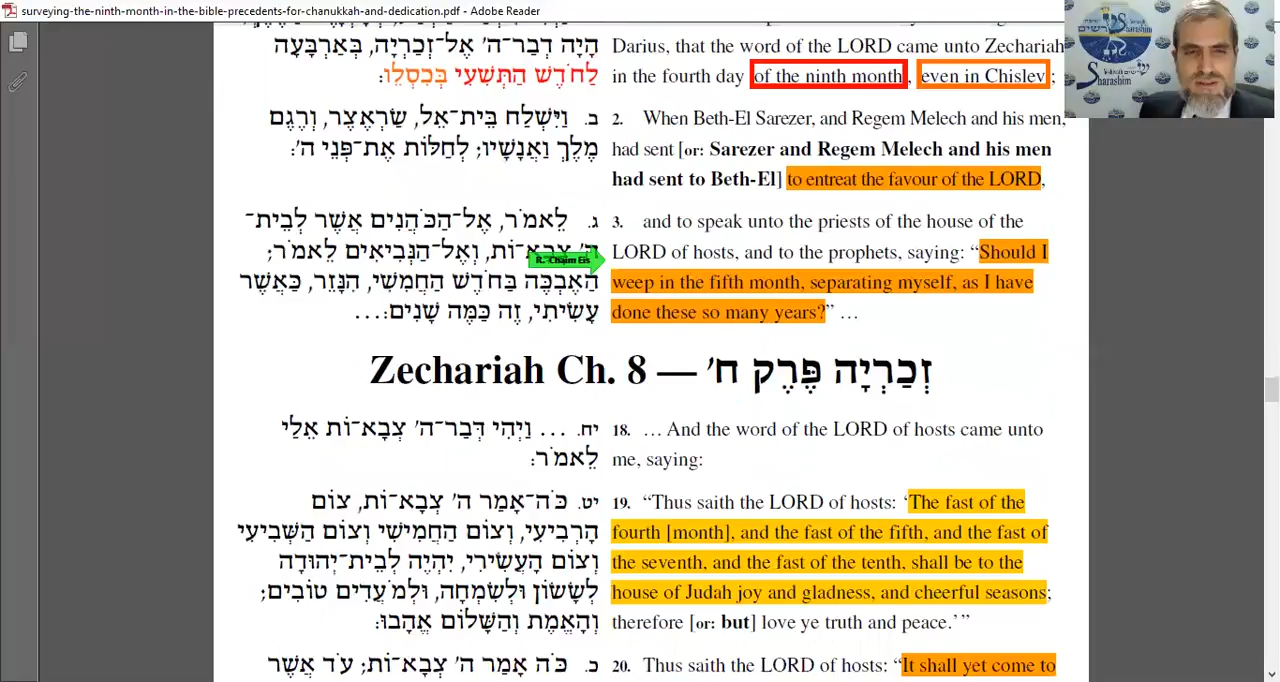 surveying-the-ninth-month-in-the-bible-precedents-for-chanukkah-and-dedication.pdf - Adobe Reader
הָיָה דְבַר־ה׳ אֶל־זְכַרְיָה, בְּאַרְבָּעָה
לַחֹדֶשׁ הַתְּשִׁעִי בְּכִסְלֵו:
Darius, that the word of the LORD came unto Zechariah
in the fourth day of the ninth month, even in Chislev;
ב. וַיִּשְׁלַח בֵּית־אֵל, שַׂרְאֶצֶר, וְרֶגֶם
מֶלֶךְ וַאֲנָשָׁיו; לְחַלּוֹת אֶת־פְּנֵי ה׳:
2. When Beth-El Sarezer, and Regem Melech and his men,
had sent [or: Sarezer and Regem Melech and his men
had sent to Beth-El] to entreat the favour of the LORD,
ג. לֵאמֹר, אֶל־הַכֹּהֲנִים אֲשֶׁר לְבֵית־
ה׳ צְבָא־וֹת, וְאֶל־הַנְּבִיאִים לֵאמֹר;
הַאֶבְכֶּה בַּחֹדֶשׁ הַחֲמִשִׁי, הִנָּזֵר, כַּאֲשֶׁר
עָשִׂיתִי, זֶה כַּמֶּה שָׁנִים:...
R. Chaim Eis
3. and to speak unto the priests of the house of the
LORD of hosts, and to the prophets, saying: “Should I
weep in the fifth month, separating myself, as I have
done these so many years?” …
Zechariah Ch. 8 — זְכַרְיָה פֶּרֶק ח׳
יח. ... וַיְהִי דְּבַר־ה׳ צְבָא־וֹת אֵלַי
לֵאמֹר:
18. … And the word of the LORD of hosts came unto
me, saying:
יט. כֹּה־אָמַר ה׳ צְבָא־וֹת, צוֹם
הָרְבִיעִי, וְצוֹם הַחֲמִישִׁי וְצוֹם הַשְּׁבִיעִי
וְצוֹם הָעֲשִׂירִי, יִהְיֶה לְבֵית־יְהוּדָה
לְשָׂשׂוֹן וּלְשִׂמְחָה, וּלְמֹעֲדִים טוֹבִים;
וְהָאֱמֶת וְהַשָּׁלוֹם אֱהָבוּ:
19. “Thus saith the LORD of hosts: ‘The fast of the
fourth [month], and the fast of the fifth, and the fast of
the seventh, and the fast of the tenth, shall be to the
house of Judah joy and gladness, and cheerful seasons;
therefore [or: but] love ye truth and peace.’”
כ. כֹּה אָמַר ה׳ צְבָא־וֹת; עֹד אֲשֶׁר
20. Thus saith the LORD of hosts: “It shall yet come to